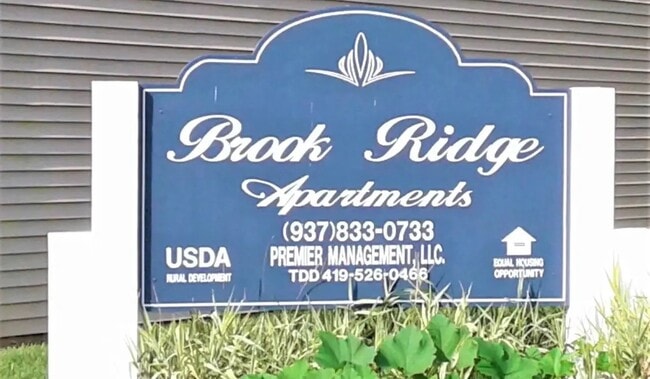 Brook Ridge
Apartments
(937)833-0733
PREMIER MANAGEMENT, LLC.
TDD 419-526-0466
USDA
RURAL DEVELOPMENT
EQUAL HOUSING
OPPORTUNITY